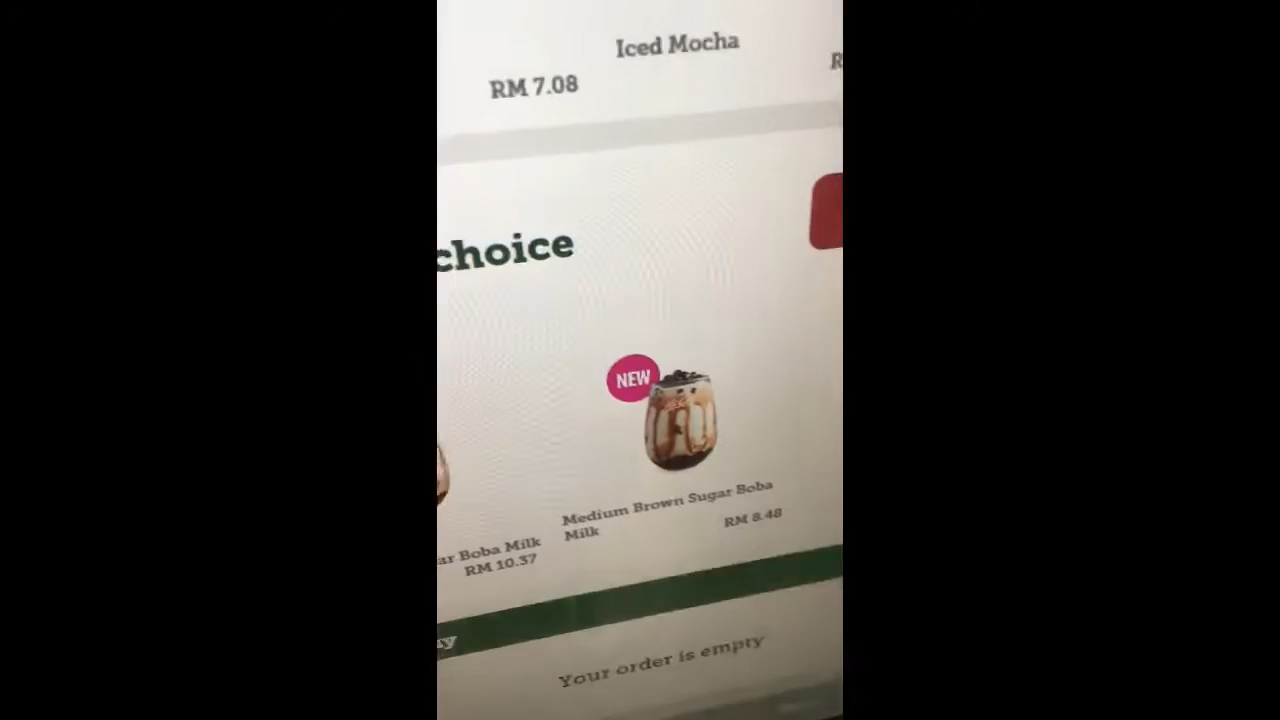 Iced Mocha
RM 7.08
choice
NEW
Medium Brown Sugar Boba
Milk
RM 8.48
Boba Milk
RM 10.37
Your order is empty